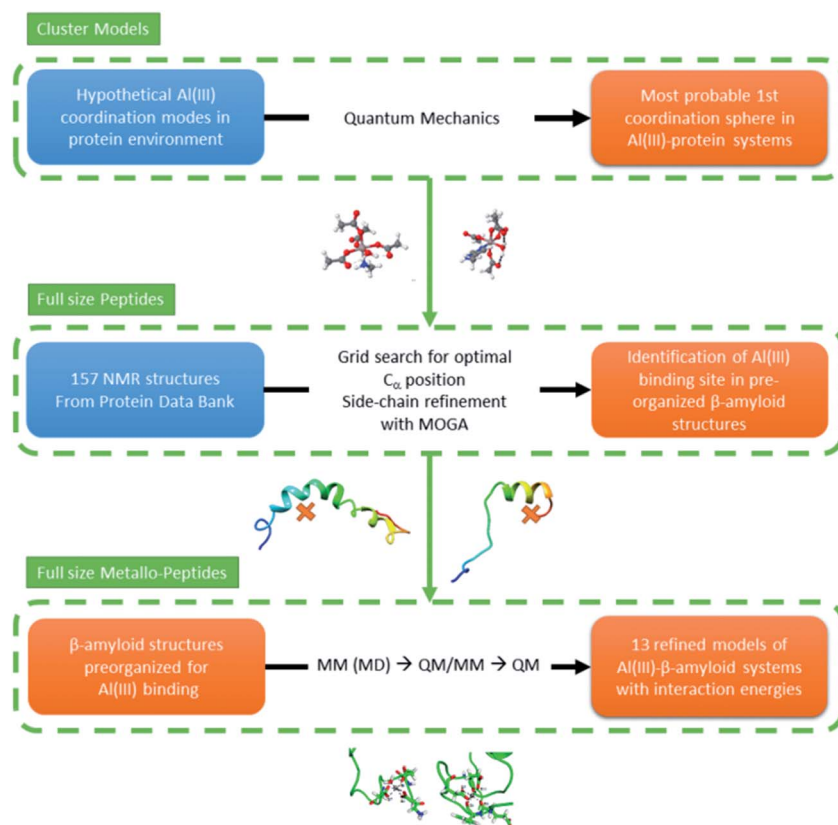 Cluster Models
Hypothetical Al(III)
coordination modes in
protein environment
Quantum Mechanics
Most probable 1st
coordination sphere in
Al(III)-protein systems
Full size Peptides
157 NMR structures
From Protein Data Bank
Grid search for optimal
Cα position
Side-chain refinement
with MOGA
Identification of Al(III)
binding site in pre-
organized β-amyloid
structures
Full size Metallo-Peptides
β-amyloid structures
preorganized for
Al(III) binding
MM (MD) → QM/MM → QM
13 refined models of
Al(III)-β-amyloid systems
with interaction energies